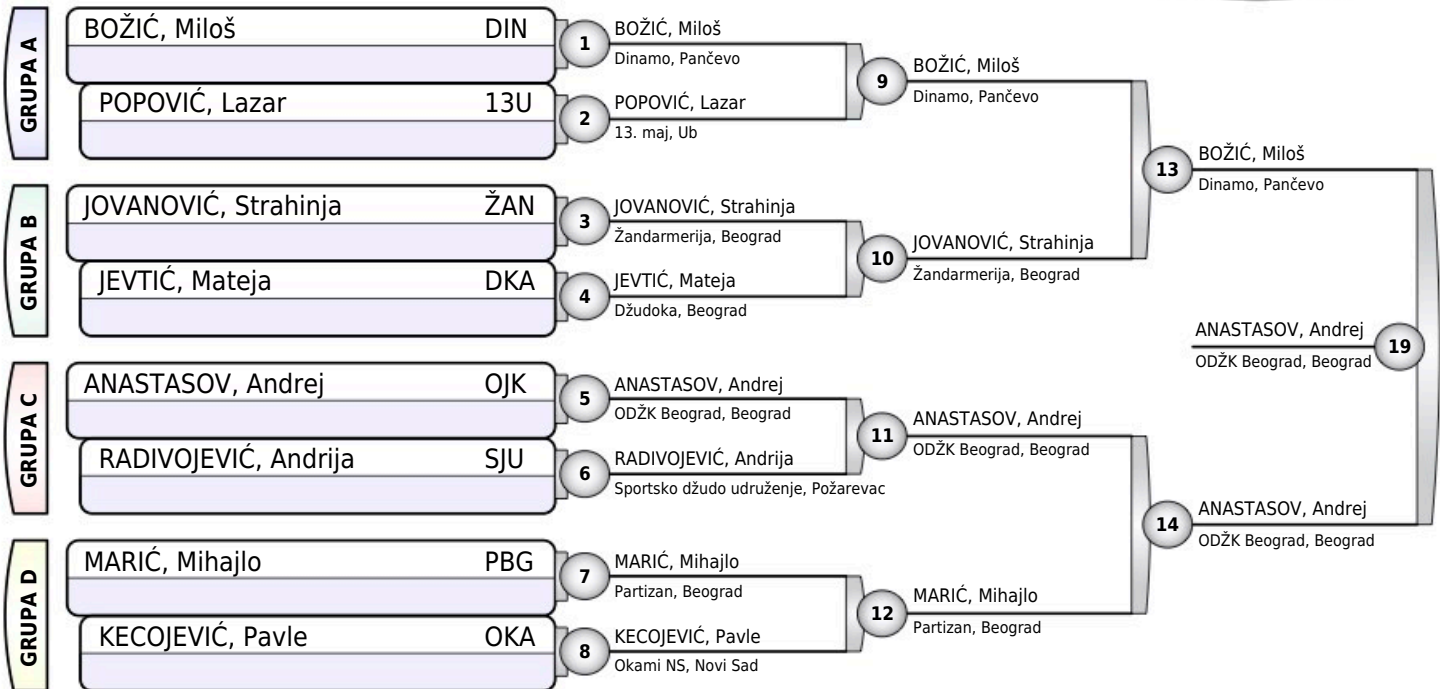 GRUPA A
BOŽIĆ, Miloš DIN
POPOVIĆ, Lazar 13U
GRUPA B
JOVANOVIĆ, Strahinja ŽAN
JEVTIĆ, Mateja DKA
GRUPA C
ANASTASOV, Andrej OJK
RADIVOJEVIĆ, Andrija SJU
GRUPA D
MARIĆ, Mihajlo PBG
KECOJEVIĆ, Pavle OKA
1
BOŽIĆ, Miloš
Dinamo, Pančevo
2
POPOVIĆ, Lazar
13. maj, Ub
3
JOVANOVIĆ, Strahinja
Žandarmerija, Beograd
4
JEVTIĆ, Mateja
Džudoka, Beograd
5
ANASTASOV, Andrej
ODŽK Beograd, Beograd
6
RADIVOJEVIĆ, Andrija
Sportsko džudo udruženje, Požarevac
7
MARIĆ, Mihajlo
Partizan, Beograd
8
KECOJEVIĆ, Pavle
Okami NS, Novi Sad
9
BOŽIĆ, Miloš
Dinamo, Pančevo
10
JOVANOVIĆ, Strahinja
Žandarmerija, Beograd
11
ANASTASOV, Andrej
ODŽK Beograd, Beograd
12
MARIĆ, Mihajlo
Partizan, Beograd
13
BOŽIĆ, Miloš
Dinamo, Pančevo
14
ANASTASOV, Andrej
ODŽK Beograd, Beograd
ANASTASOV, Andrej
ODŽK Beograd, Beograd
19